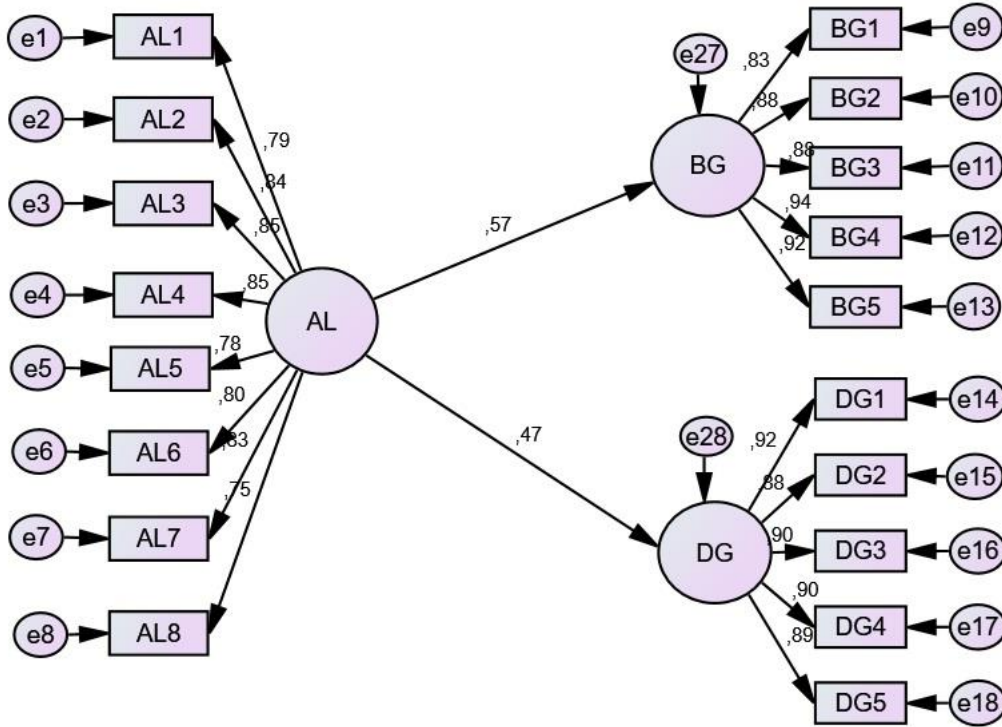 e1
AL1
e2
AL2
e3
AL3
e4
AL4
e5
AL5
e6
AL6
e7
AL7
e8
AL8
,79
,84
,85
,85
,78
,80
,83
,75
AL
,57
,47
e27
BG
,83
,88
,88
,94
,92
BG1
e9
BG2
e10
BG3
e11
BG4
e12
BG5
e13
e28
DG
,92
,88
,90
,90
,89
DG1
e14
DG2
e15
DG3
e16
DG4
e17
DG5
e18